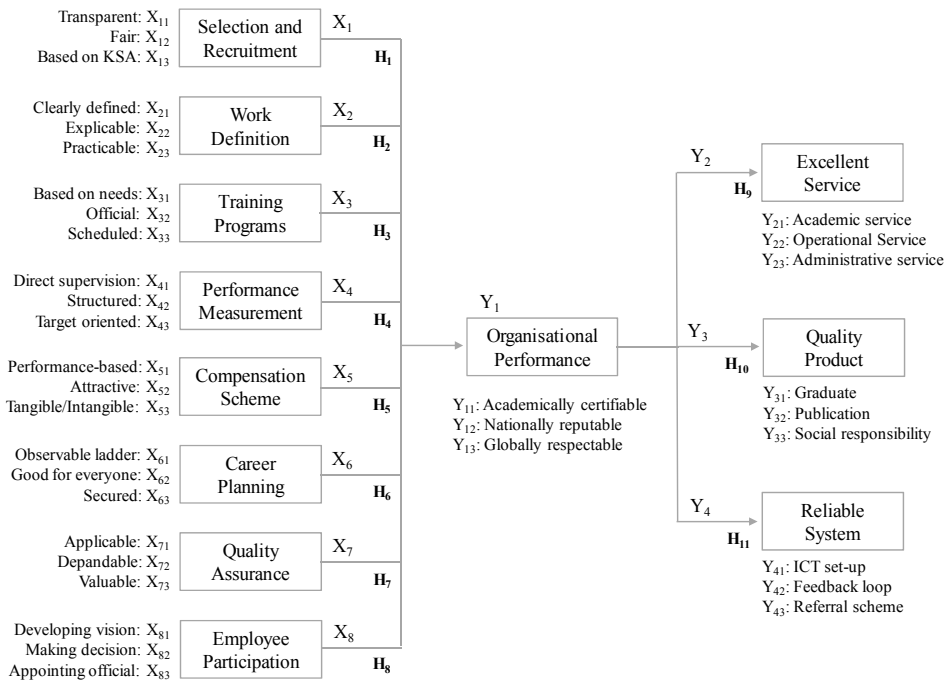 Transparent: X11
Fair: X12
Based on KSA: X13
Selection and
Recruitment
X1
H1
Clearly defined: X21
Explicable: X22
Practicable: X23
Work
Definition
X2
H2
Based on needs: X31
Official: X32
Scheduled: X33
Training
Programs
X3
H3
Direct supervision: X41
Structured: X42
Target oriented: X43
Performance
Measurement
X4
H4
Performance-based: X51
Attractive: X52
Tangible/Intangible: X53
Compensation
Scheme
X5
H5
Observable ladder: X61
Good for everyone: X62
Secured: X63
Career
Planning
X6
H6
Applicable: X71
Depandable: X72
Valuable: X73
Quality
Assurance
X7
H7
Developing vision: X81
Making decision: X82
Appointing official: X83
Employee
Participation
X8
H8
Y1
Organisational
Performance
Y11: Academically certifiable
Y12: Nationally reputable
Y13: Globally respectable
Y2
H9
Excellent
Service
Y21: Academic service
Y22: Operational Service
Y23: Administrative service
Y3
H10
Quality
Product
Y31: Graduate
Y32: Publication
Y33: Social responsibility
Y4
H11
Reliable
System
Y41: ICT set-up
Y42: Feedback loop
Y43: Referral scheme